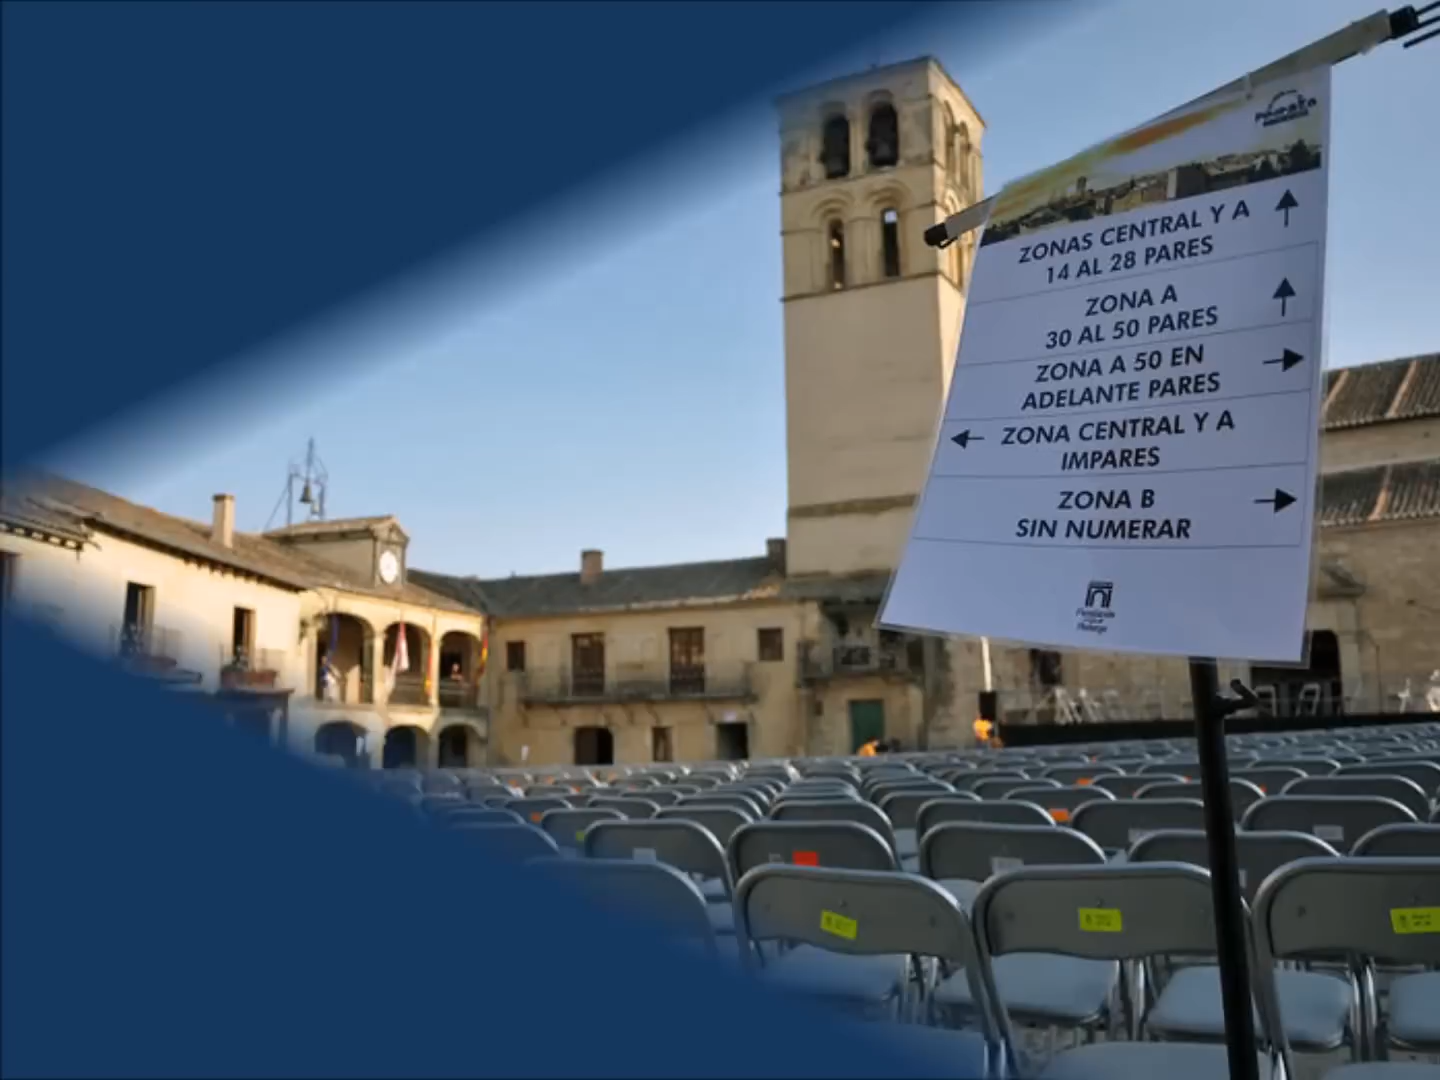 ZONAS CENTRAL Y A
14 AL 28 PARES
ZONA A
30 AL 50 PARES
ZONA A 50 EN
ADELANTE PARES
ZONA CENTRAL Y A
IMPARES
ZONA B
SIN NUMERAR